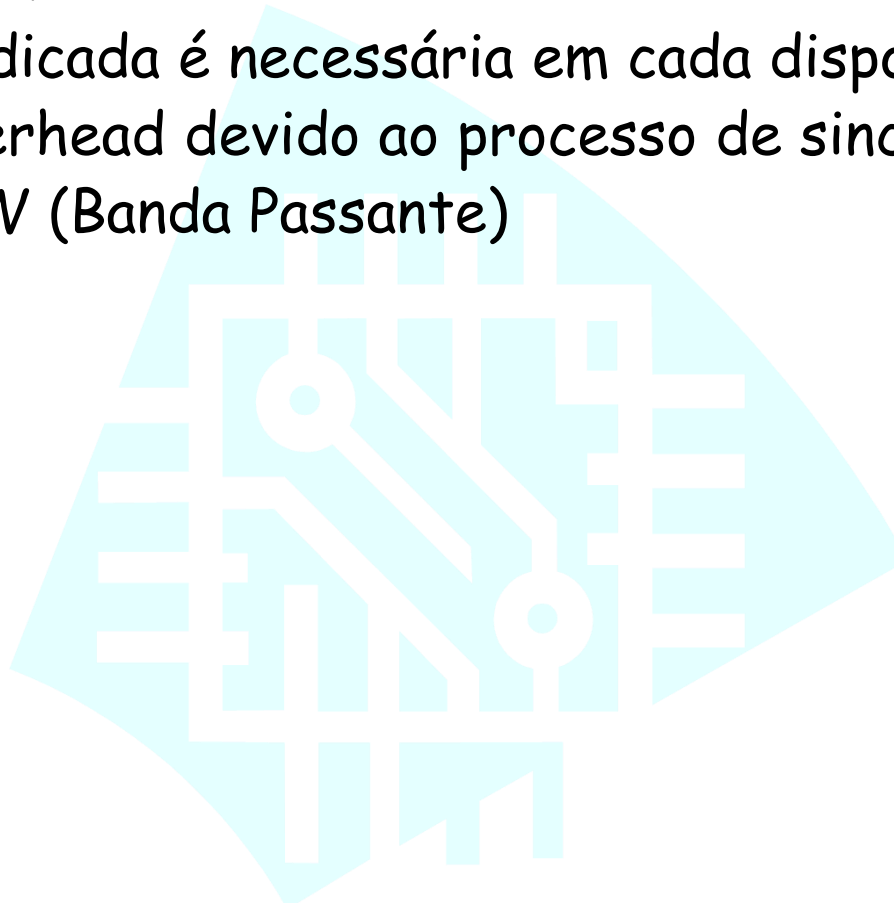 dicada é necessária em cada dispo
erhead devido ao processo de sinc
(Banda Passante)